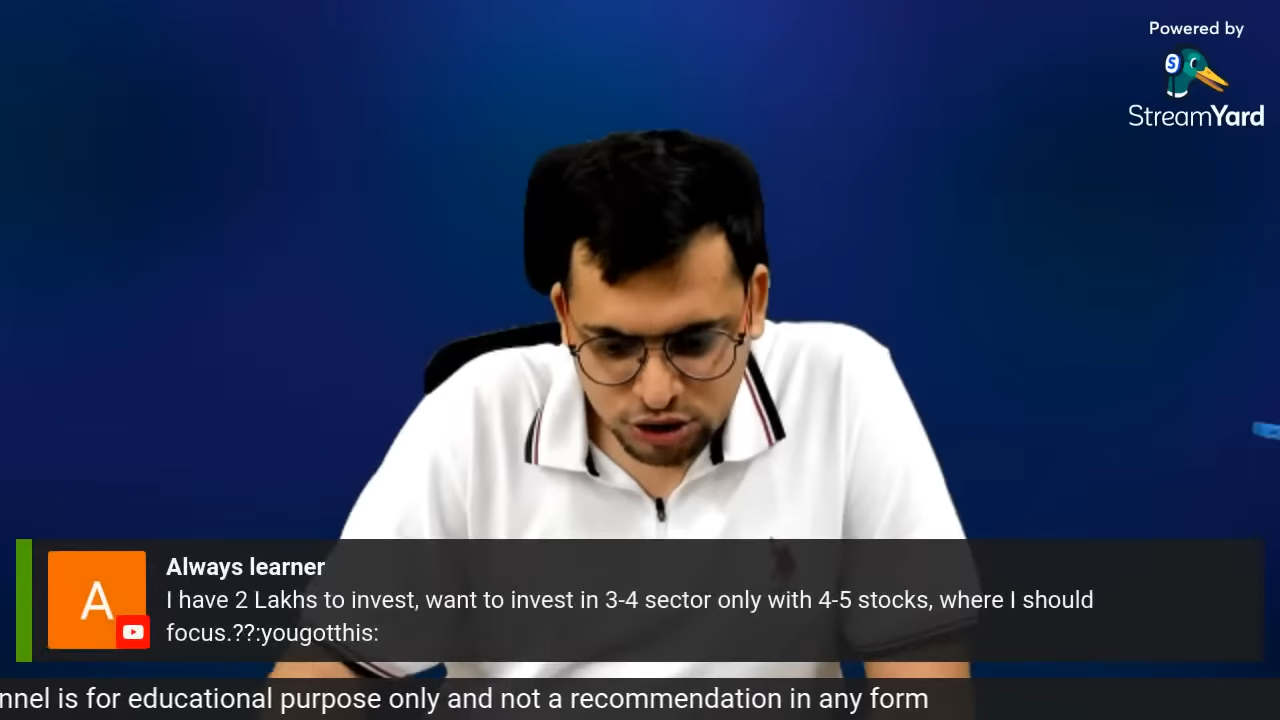 Powered by
S
StreamYard
A
Always learner
I have 2 Lakhs to invest, want to invest in 3-4 sector only with 4-5 stocks, where I should
focus.??:yougotthis:
is for educational purpose only and not a recommendation in any form